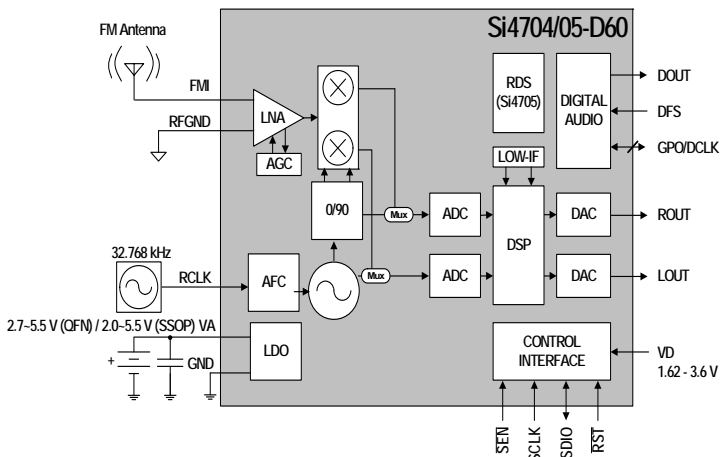 Si4704/05-D60
FM Antenna
FMI
RFGND
LNA
AGC
RDS
(Si4705)
DIGITAL
AUDIO
DOUT
DFS
GPO/DCLK
LOW-IF
0/90
Mux
ADC
DSP
DAC
ROUT
32.768 kHz
RCLK
AFC
Mux
ADC
DAC
LOUT
2.7~5.5 V (QFN) / 2.0~5.5 V (SSOP) VA
+
GND
LDO
CONTROL
INTERFACE
VD
1.62 - 3.6 V
SEN
SCLK
SDIO
RST